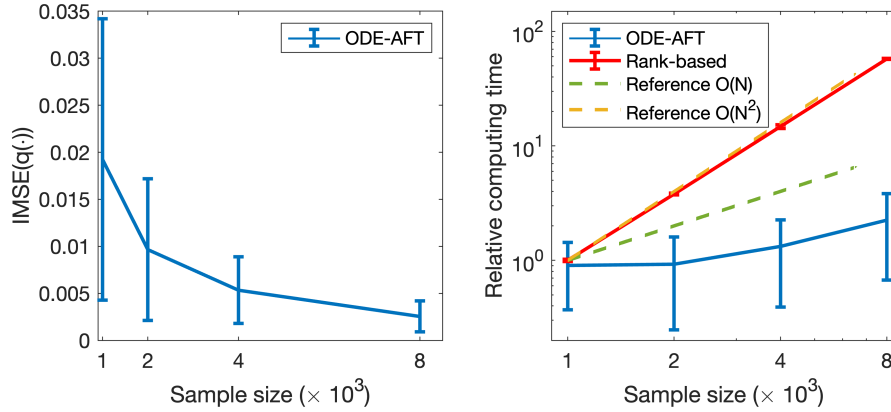 0.035
0.03
0.025
0.02
0.015
0.01
0.005
0
IMSE(q(·))
ODE-AFT
1 2 4 8
Sample size (× 10³)
10²
10¹
10⁰
Relative computing time
ODE-AFT
Rank-based
Reference O(N)
Reference O(N²)
1 2 4 8
Sample size (× 10³)